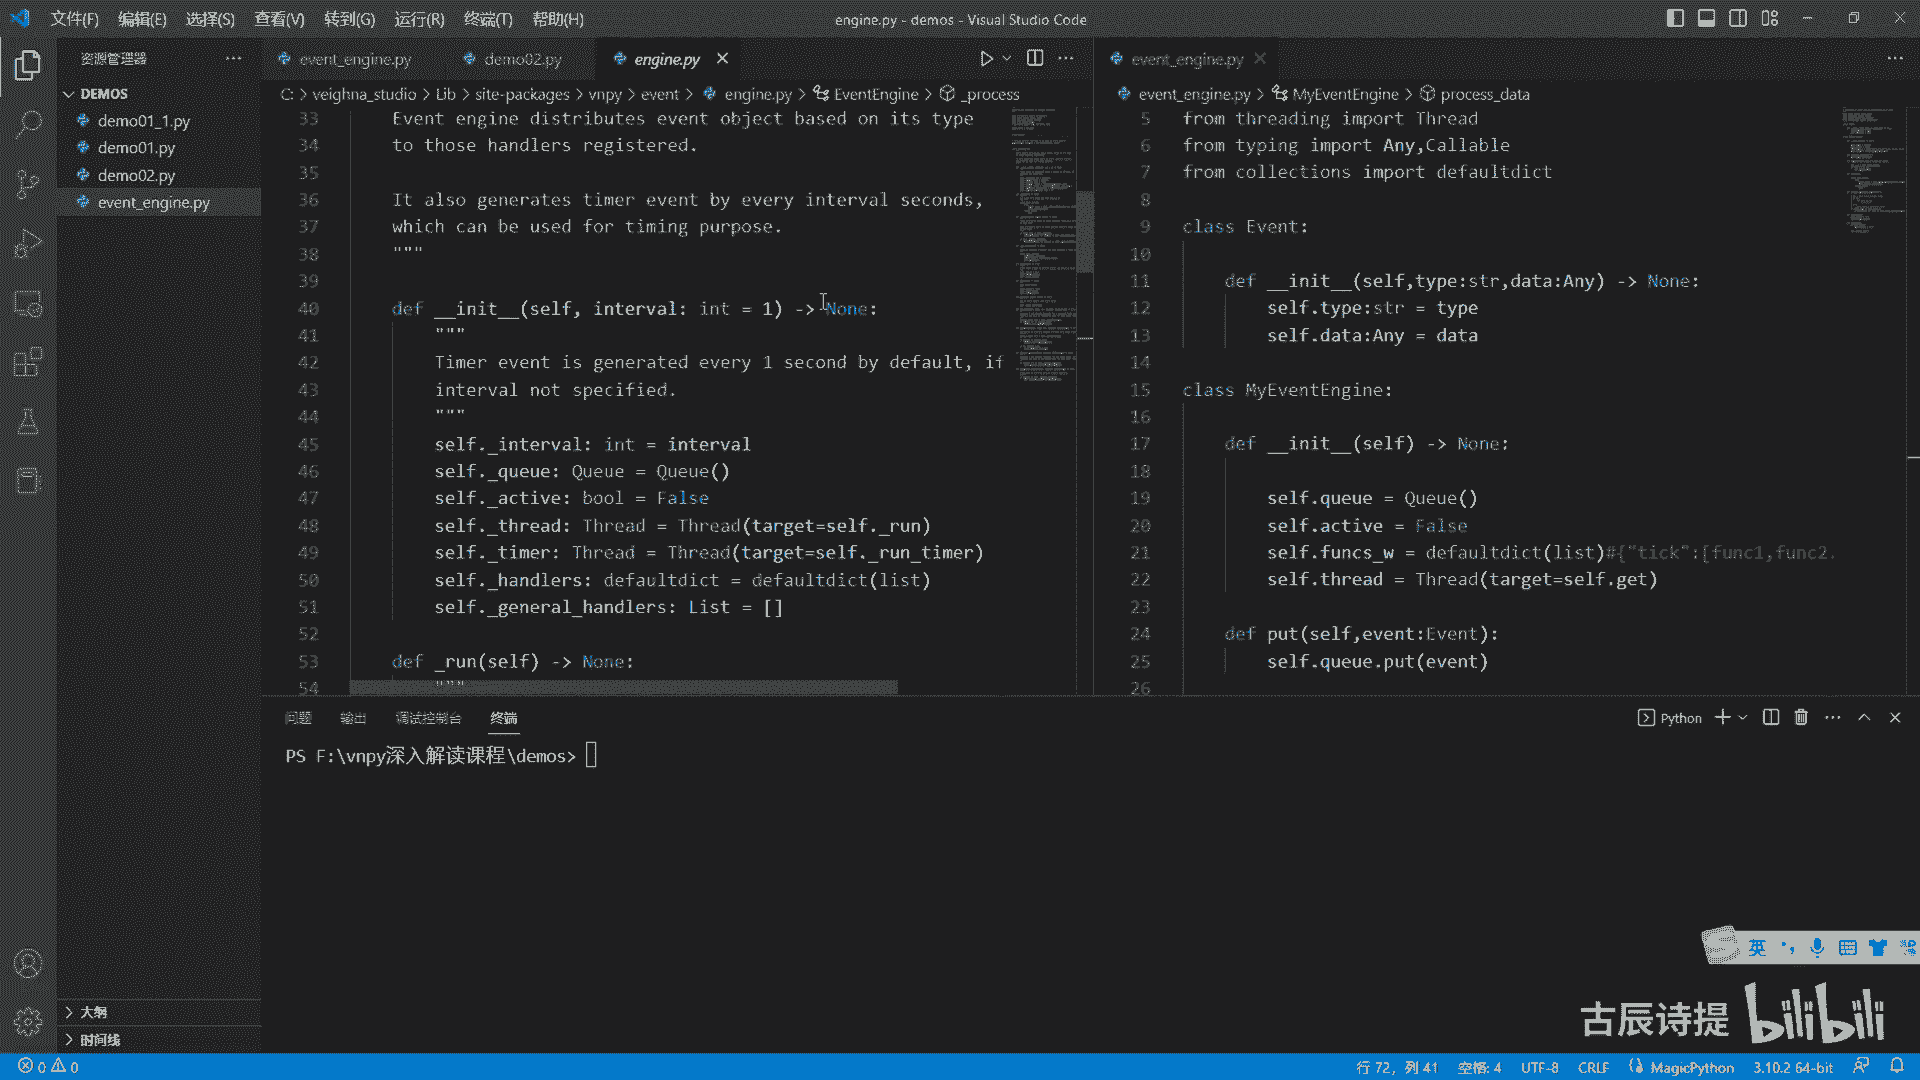 文件(F) 编辑(E) 选择(S) 查看(V) 转到(G) 运行(R) 终端(T) 帮助(H)
engine.py - demos - Visual Studio Code
资源管理器
DEMOS
demo01_1.py
demo01.py
demo02.py
event_engine.py
大纲
时间线
event_engine.py demo02.py engine.py
C: > veighna_studio > Lib > site-packages > vnpy > event > engine.py > EventEngine > _process
33 Event engine distributes event object based on its type
34 to those handlers registered.
35
36 It also generates timer event by every interval seconds,
37 which can be used for timing purpose.
38 """
39
40 def __init__(self, interval: int = 1) -> None:
41 """
42 Timer event is generated every 1 second by default, if
43 interval not specified.
44 """
45 self._interval: int = interval
46 self._queue: Queue = Queue()
47 self._active: bool = False
48 self._thread: Thread = Thread(target=self._run)
49 self._timer: Thread = Thread(target=self._run_timer)
50 self._handlers: defaultdict = defaultdict(list)
51 self._general_handlers: List = []
52
53 def _run(self) -> None:
54 """
event_engine.py
event_engine.py > MyEventEngine > process_data
5 from threading import Thread
6 from typing import Any,Callable
7 from collections import defaultdict
8
9 class Event:
10
11 def __init__(self,type:str,data:Any) -> None:
12 self.type:str = type
13 self.data:Any = data
14
15 class MyEventEngine:
16
17 def __init__(self) -> None:
18
19 self.queue = Queue()
20 self.active = False
21 self.funcs_w = defaultdict(list)#{"tick":[func1,func2.
22 self.thread = Thread(target=self.get)
23
24 def put(self,event:Event):
25 self.queue.put(event)
26
问题 输出 调试控制台 终端
Python
PS F:\vnpy深入解读课程\demos>
英
古辰诗提 bilibili
0 0
行 72，列 41 空格: 4 UTF-8 CRLF MagicPython 3.10.2 64-bit